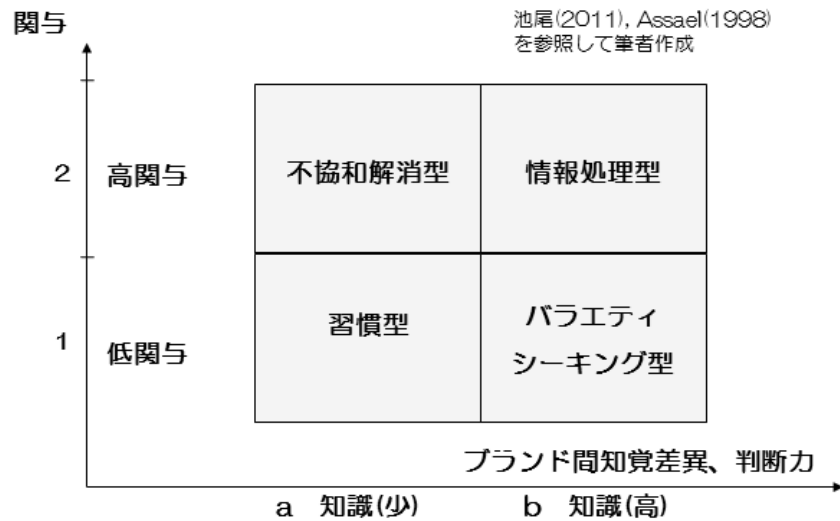 関与
池尾(2011), Assael(1998)
を参照して筆者作成
2 高関与
不協和解消型
情報処理型
1 低関与
習慣型
バラエティ
シーキング型
ブランド間知覚差異、判断力
a 知識(少)
b 知識(高)